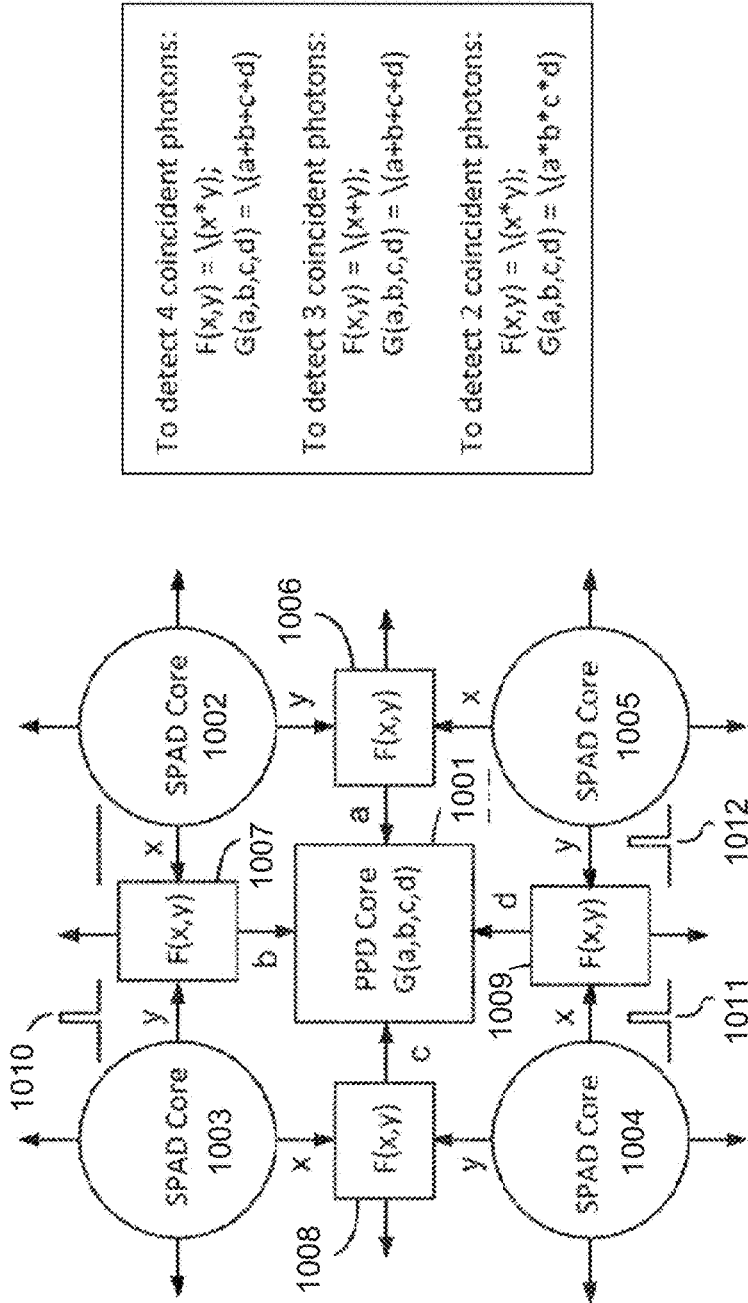 To detect 4 coincident photons:
F(x,y) = \(x*y);
G(a,b,c,d) = \(a+b+c+d)
To detect 3 coincident photons:
F(x,y) = \(x+y);
G(a,b,c,d) = \(a+b+c+d)
To detect 2 coincident photons:
F(x,y) = \(x*y);
G(a,b,c,d) = \(a*b*c*d)
1010
SPAD Core
1003
y
F(x,y)
1007
x
SPAD Core
1002
x
b
y
1008
F(x,y)
c
PPD Core
G(a,b,c,d)
1001
a
F(x,y)
1006
y
d
x
SPAD Core
1004
x
1009
F(x,y)
y
SPAD Core
1005
1011
1012